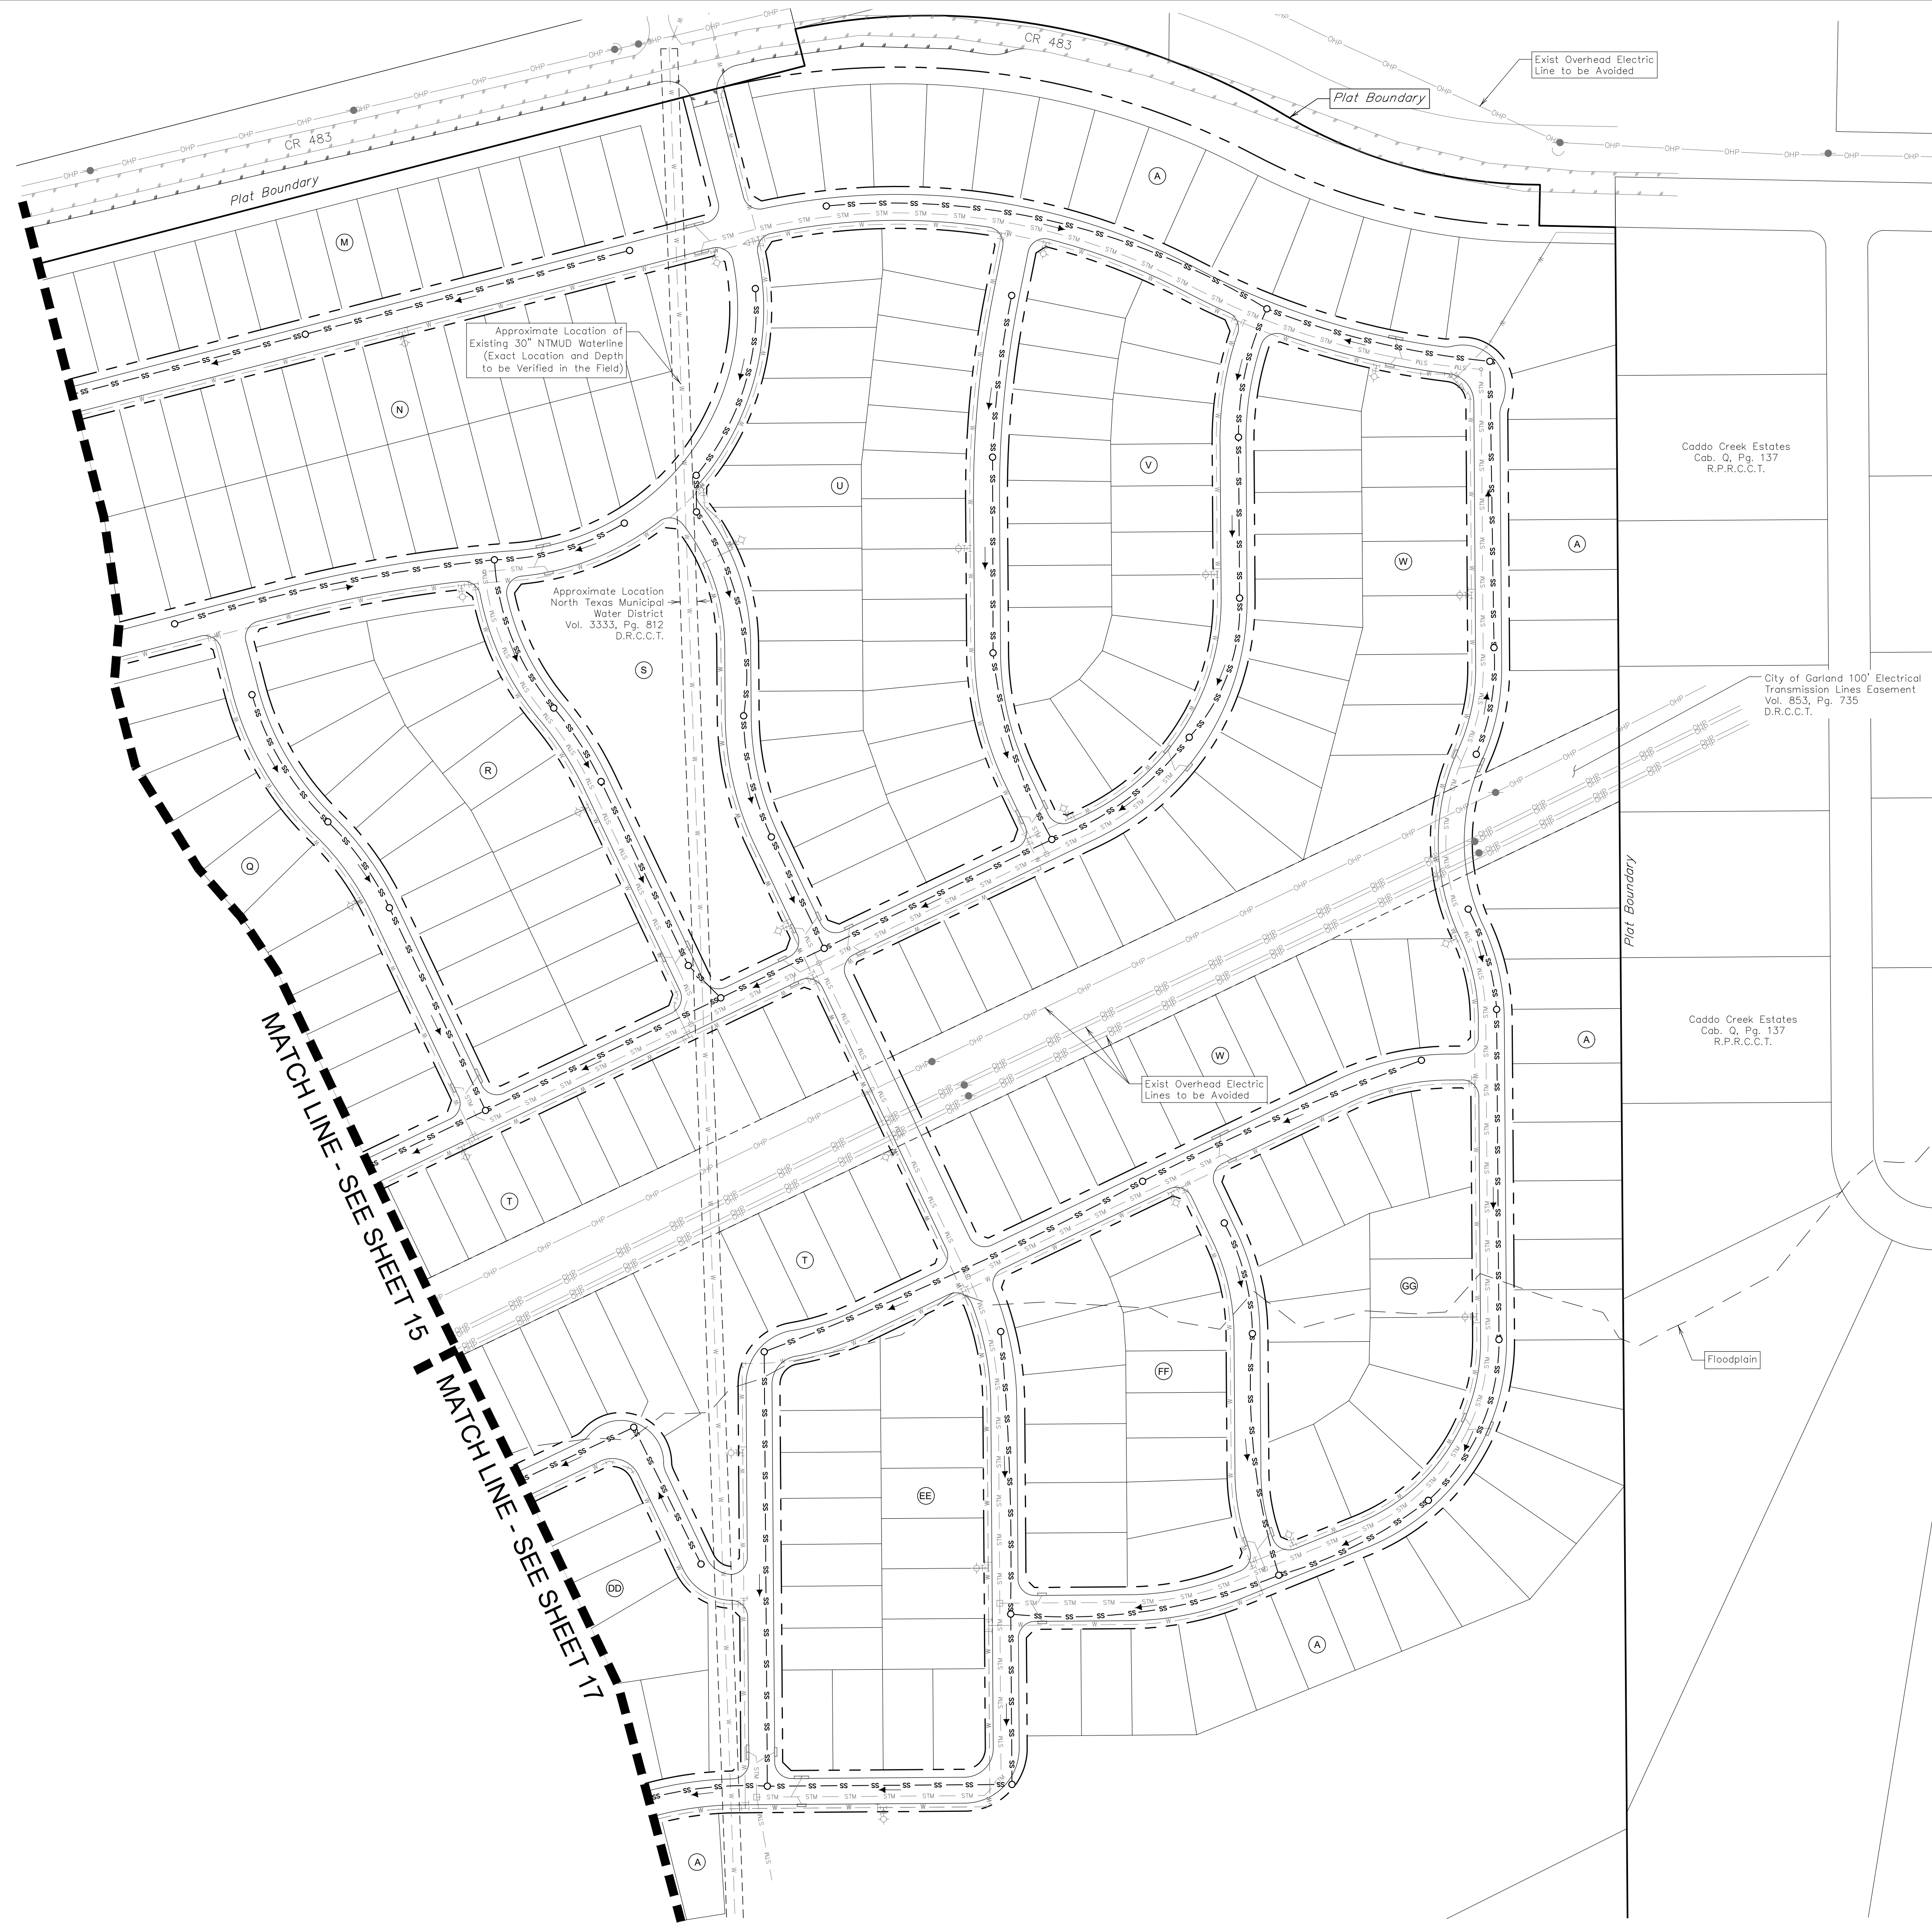 CR 483
CR 483
Plat Boundary
Plat Boundary
Exist Overhead Electric
Line to be Avoided
Approximate Location of
Existing 30" NTMUD Waterline
(Exact Location and Depth
to be Verified in the Field)
Approximate Location
North Texas Municipal
Water District
Vol. 3333, Pg. 812
D.R.C.C.T.
Caddo Creek Estates
Cab. Q, Pg. 137
R.P.R.C.C.T.
City of Garland 100' Electrical
Transmission Lines Easement
Vol. 853, Pg. 735
D.R.C.C.T.
Plat Boundary
Caddo Creek Estates
Cab. Q, Pg. 137
R.P.R.C.C.T.
Exist Overhead Electric
Lines to be Avoided
Floodplain
MATCH LINE - SEE SHEET 15
MATCH LINE - SEE SHEET 17
M
A
N
U
V
W
A
S
R
Q
W
A
T
T
GG
FF
EE
DD
A
A
OHP
SS
STM
W